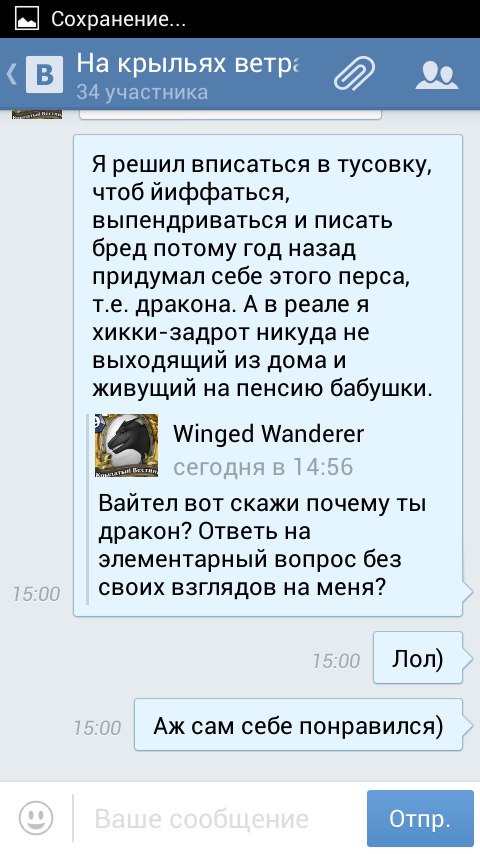 Сохранение...
В
На крыльях ветра
34 участника
Я решил вписаться в тусовку,
чтоб йиффаться,
выпендриваться и писать
бред потому год назад
придумал себе этого перса,
т.е. дракона. А в реале я
хикки-задрот никуда не
выходящий из дома и
живущий на пенсию бабушки.
Крылатый Вестник
Winged Wanderer
сегодня в 14:56
Вайтел вот скажи почему ты
дракон? Ответь на
элементарный вопрос без
своих взглядов на меня?
15:00
Лол)
15:00
Аж сам себе понравился)
15:00
Ваше сообщение
Отпр.